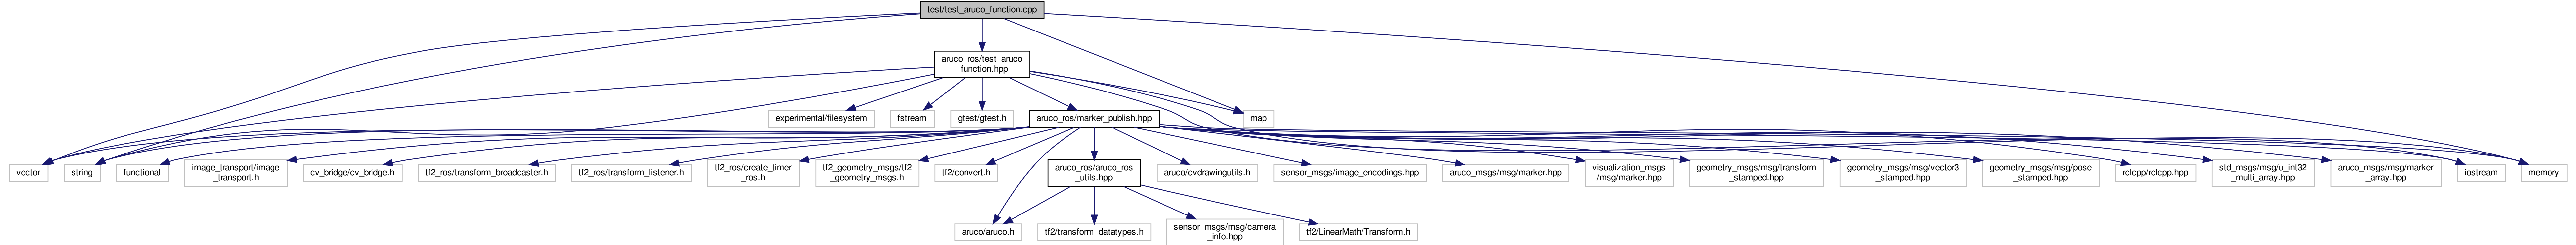 test/test_aruco_function.cpp
aruco_ros/test_aruco
_function.hpp
experimental/filesystem
fstream
gtest/gtest.h
aruco_ros/marker_publish.hpp
map
vector
string
functional
image_transport/image
_transport.h
cv_bridge/cv_bridge.h
tf2_ros/transform_broadcaster.h
tf2_ros/transform_listener.h
tf2_ros/create_timer
_ros.h
tf2_geometry_msgs/tf2
_geometry_msgs.h
tf2/convert.h
aruco_ros/aruco_ros
_utils.hpp
aruco/cvdrawingutils.h
sensor_msgs/image_encodings.hpp
aruco_msgs/msg/marker.hpp
visualization_msgs
/msg/marker.hpp
geometry_msgs/msg/transform
_stamped.hpp
geometry_msgs/msg/vector3
_stamped.hpp
geometry_msgs/msg/pose
_stamped.hpp
rclcpp/rclcpp.hpp
std_msgs/msg/u_int32
_multi_array.hpp
aruco_msgs/msg/marker
_array.hpp
iostream
memory
aruco/aruco.h
tf2/transform_datatypes.h
sensor_msgs/msg/camera
_info.hpp
tf2/LinearMath/Transform.h